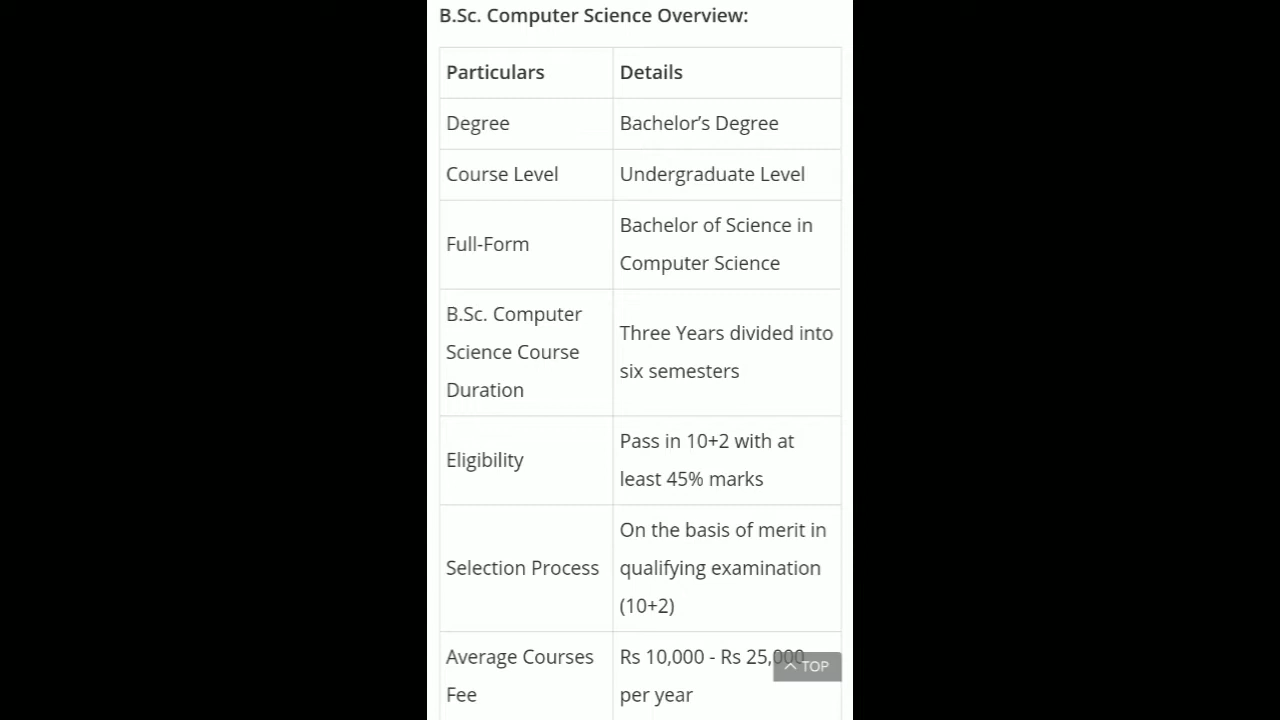 B.Sc. Computer Science Overview:
Particulars
Details
Degree
Bachelor’s Degree
Course Level
Undergraduate Level
Full-Form
Bachelor of Science in
Computer Science
B.Sc. Computer
Science Course
Duration
Three Years divided into
six semesters
Eligibility
Pass in 10+2 with at
least 45% marks
Selection Process
On the basis of merit in
qualifying examination
(10+2)
Average Courses
Fee
Rs 10,000 - Rs 25,000
per year
TOP